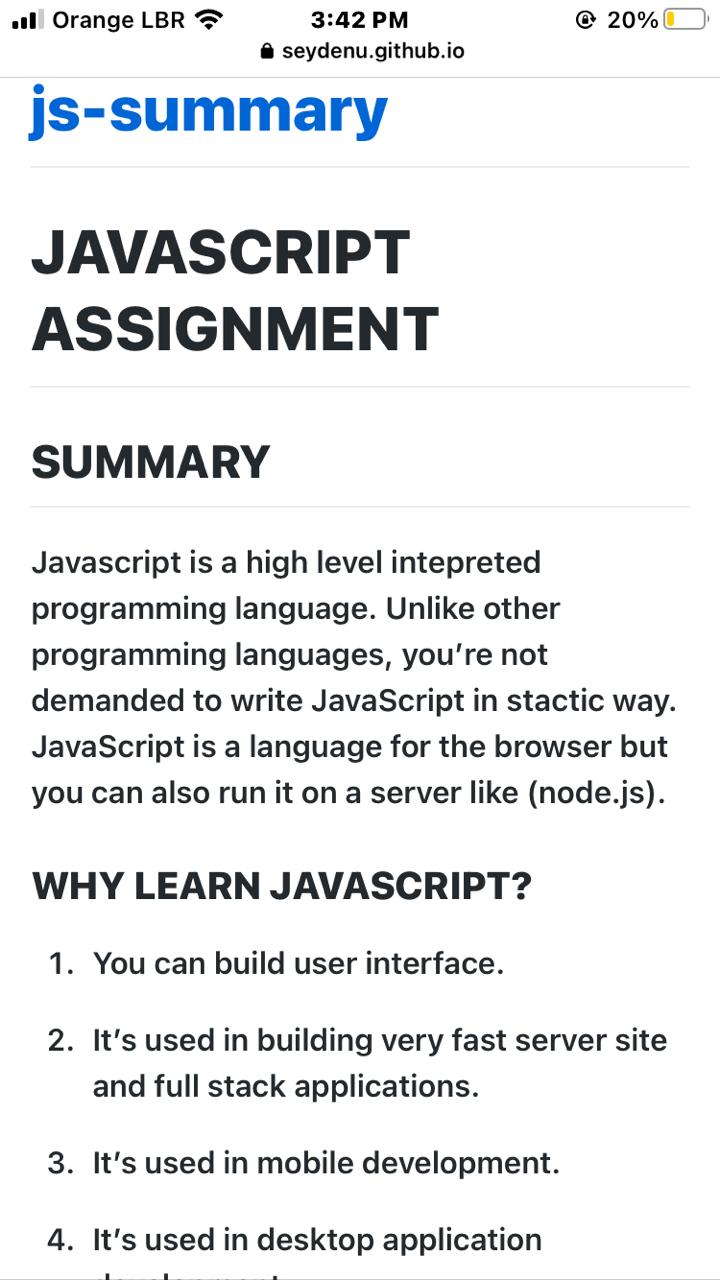 Orange LBR 3:42 PM 20%
seydenu.github.io
js-summary
JAVASCRIPT
ASSIGNMENT
SUMMARY
Javascript is a high level intepreted
programming language. Unlike other
programming languages, you’re not
demanded to write JavaScript in stactic way.
JavaScript is a language for the browser but
you can also run it on a server like (node.js).
WHY LEARN JAVASCRIPT?
1. You can build user interface.
2. It’s used in building very fast server site
and full stack applications.
3. It’s used in mobile development.
4. It’s used in desktop application